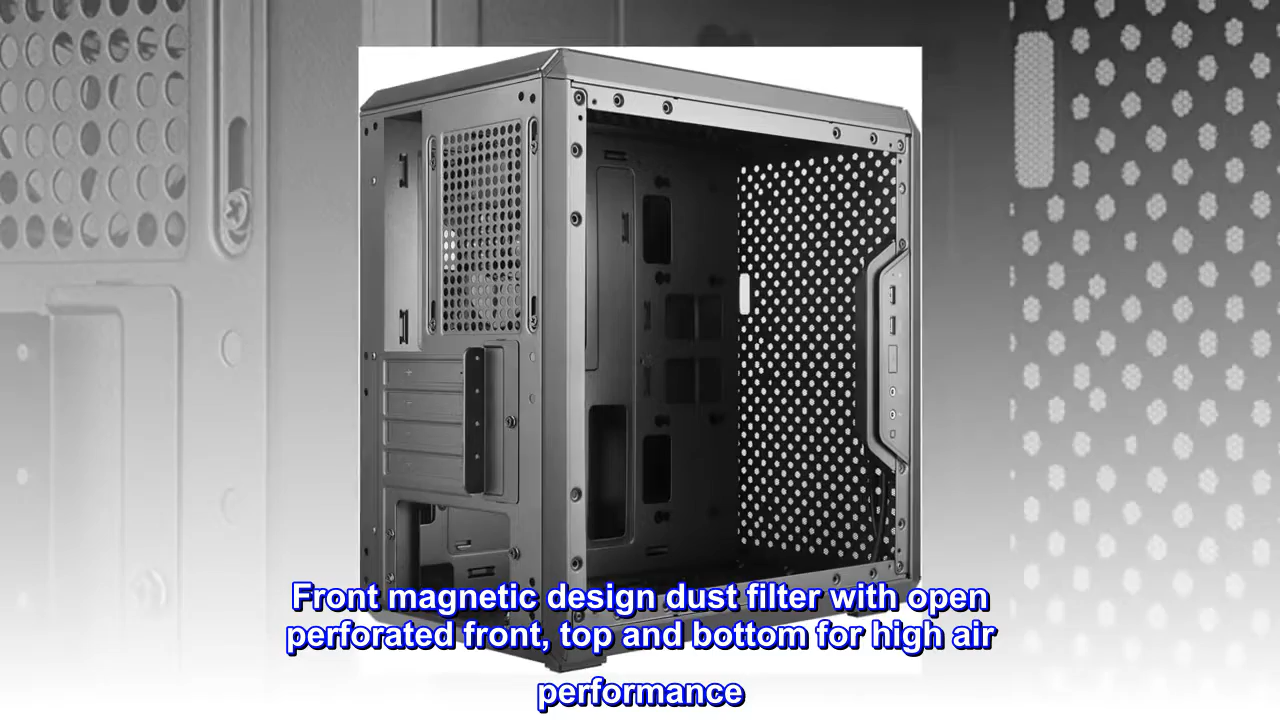 Front magnetic design dust filter with open
perforated front, top and bottom for high air
performance